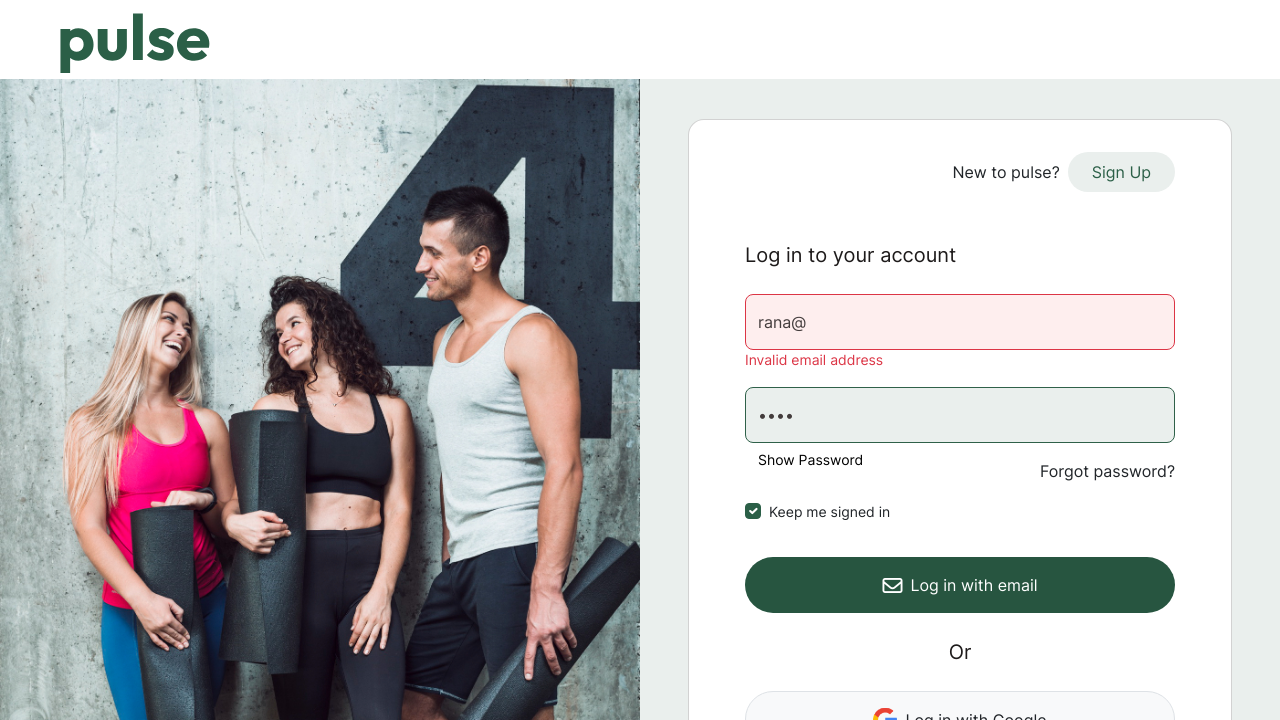 pulse
New to pulse? Sign Up
4
Log in to your account
rana@
Invalid email address
••••
Show Password
Forgot password?
Keep me signed in
Log in with email
Or
Log in with Google